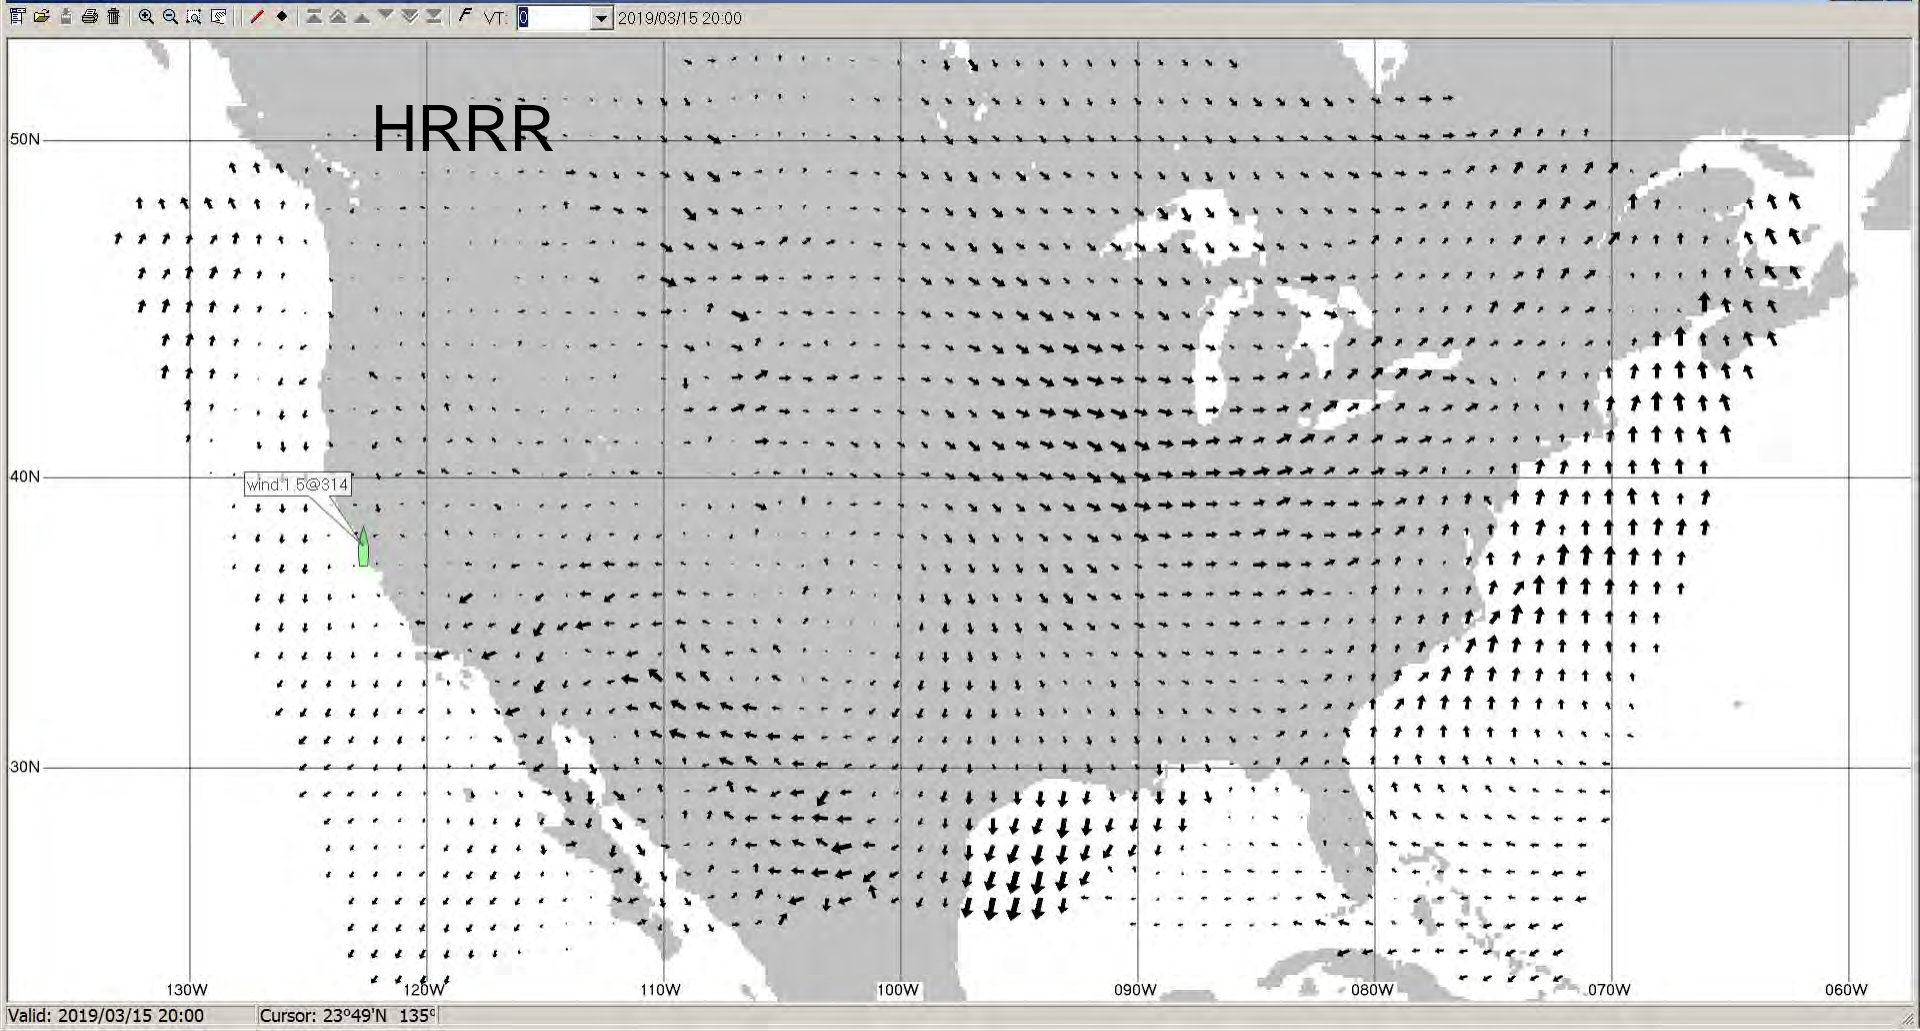 F VT: 0 2019/03/15 20:00
HRRR
50N
40N
wind.1.5@314
30N
130W 120W 110W 100W 090W 080W 070W 060W
Valid: 2019/03/15 20:00 Cursor: 23°49'N 135°